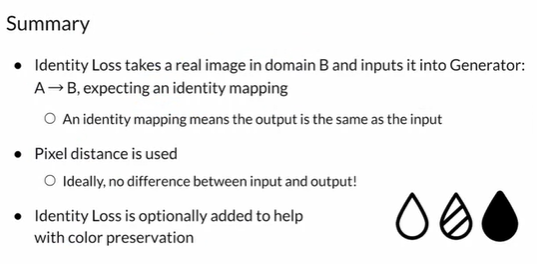 Summary
● Identity Loss takes a real image in domain B and inputs it into Generator:
A → B, expecting an identity mapping
○ An identity mapping means the output is the same as the input
● Pixel distance is used
○ Ideally, no difference between input and output!
● Identity Loss is optionally added to help
with color preservation